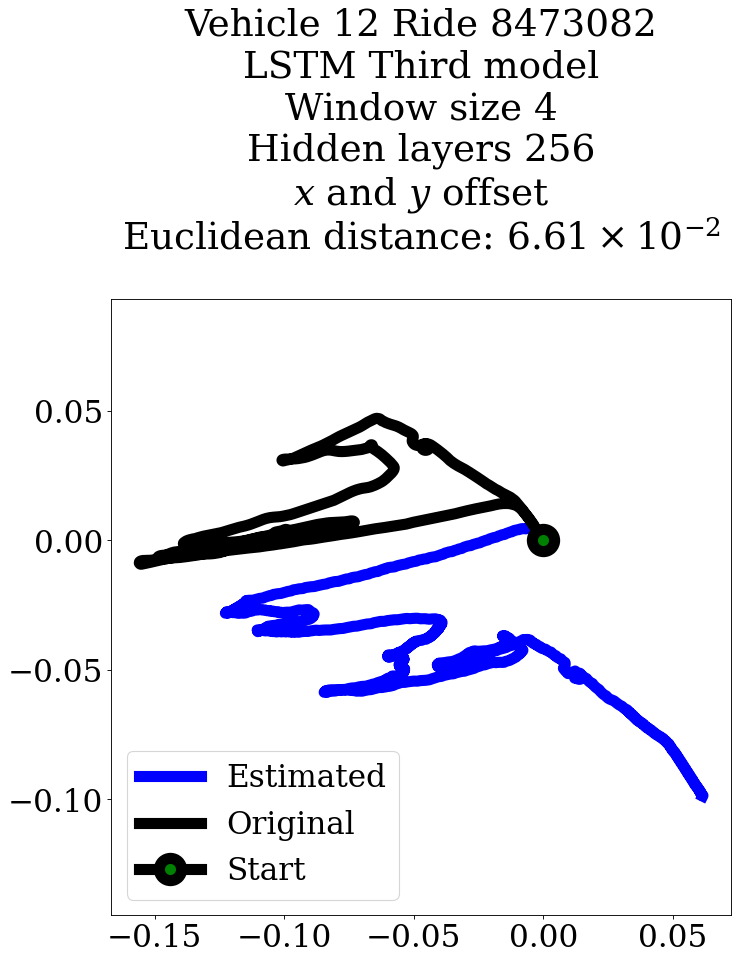 Vehicle 12 Ride 8473082
LSTM Third model
Window size 4
Hidden layers 256
x and y offset
Euclidean distance: 6.61 × 10⁻²
0.05
0.00
−0.05
−0.10
Estimated
Original
Start
−0.15 −0.10 −0.05 0.00 0.05